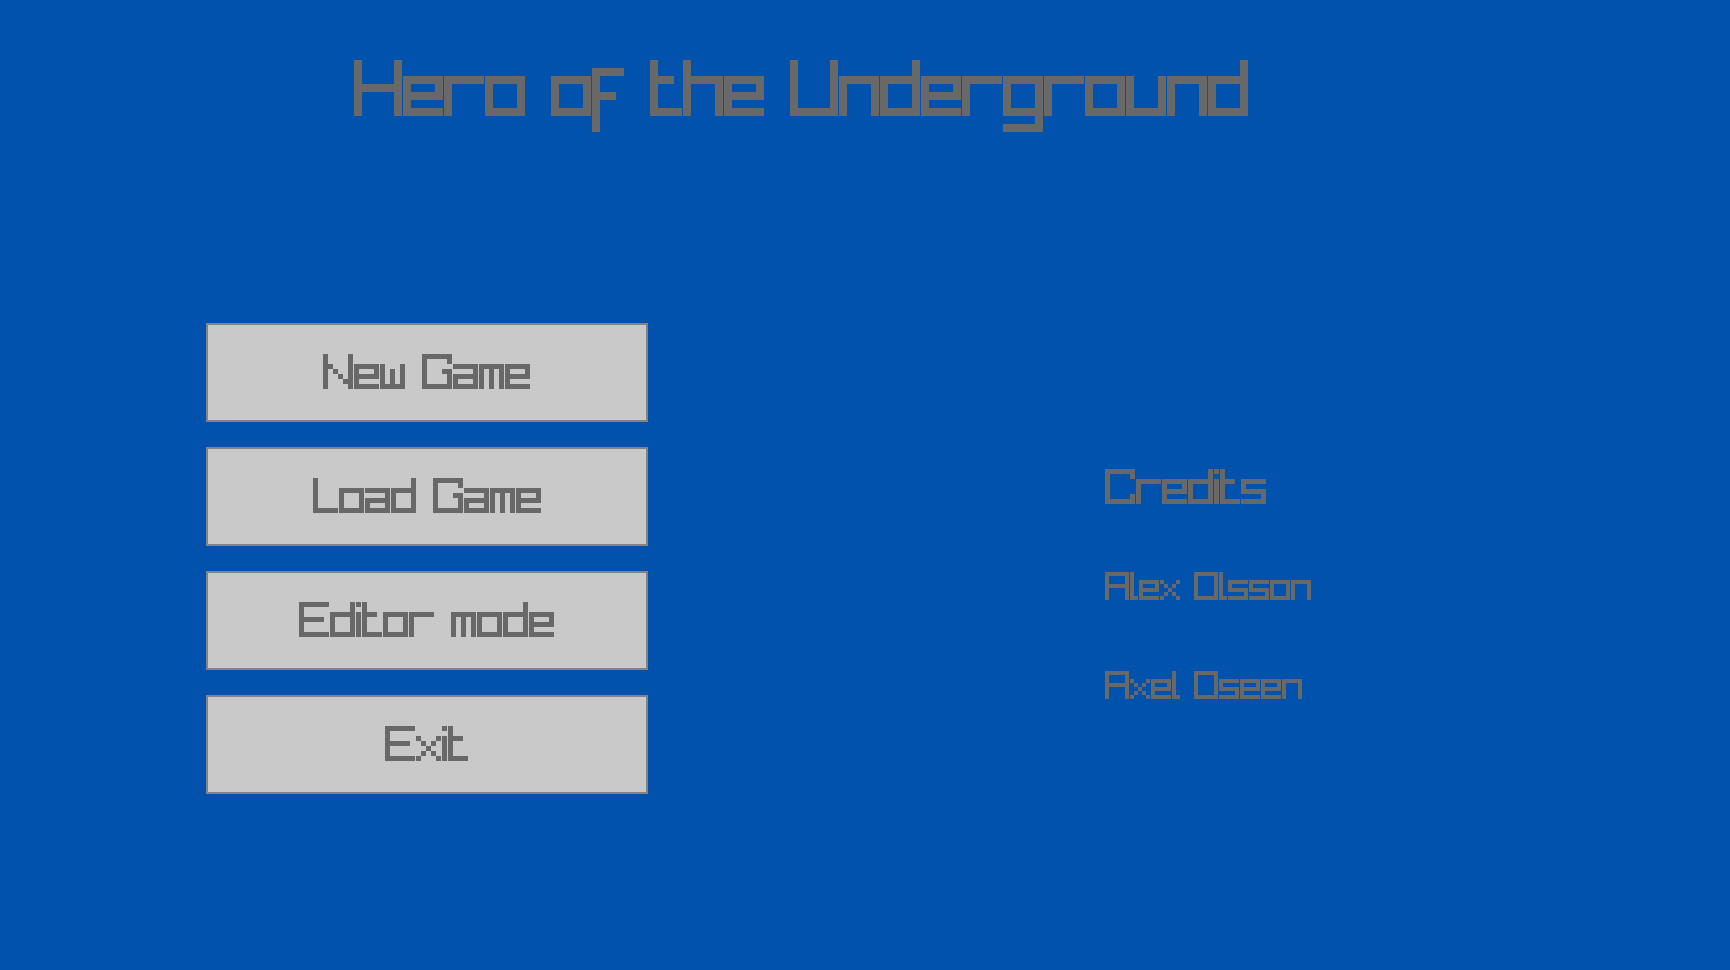 Hero of the Underground
New Game
Load Game
Editor mode
Exit
Credits
Alex Olsson
Axel Oseen